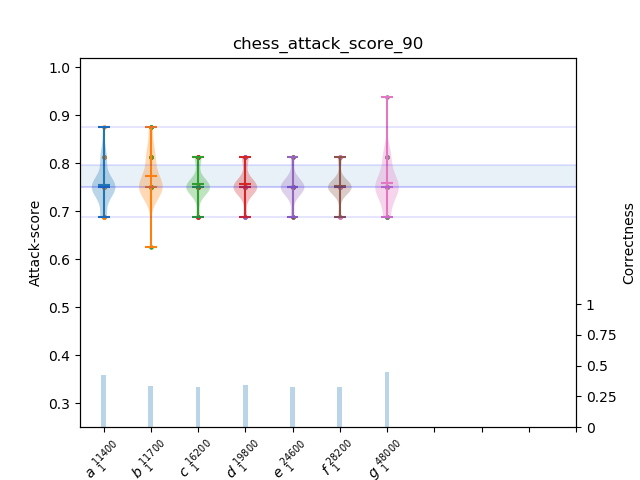 chess_attack_score_90
1.0
0.9
0.8
0.7
0.6
0.5
0.4
0.3
Attack-score
1
0.75
0.5
0.25
0
Correctness
a 1 11400
b 1 11700
c 1 16200
d 1 19800
e 1 24600
f 1 28200
g 1 48000